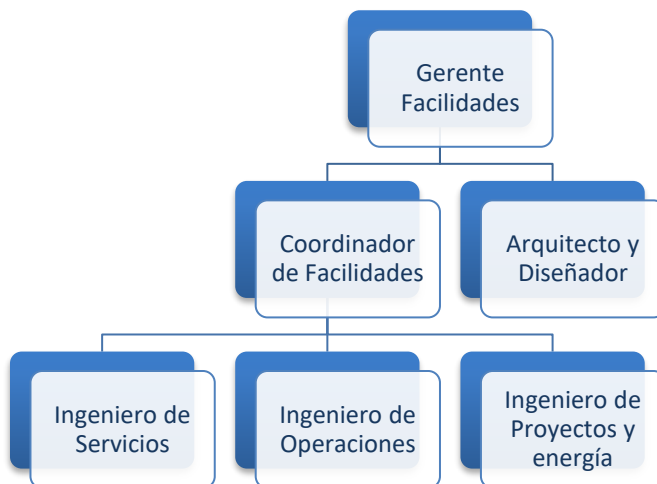 Gerente
Facilidades
Coordinador
de Facilidades
Arquitecto y
Diseñador
Ingeniero de
Servicios
Ingeniero de
Operaciones
Ingeniero de
Proyectos y
energía